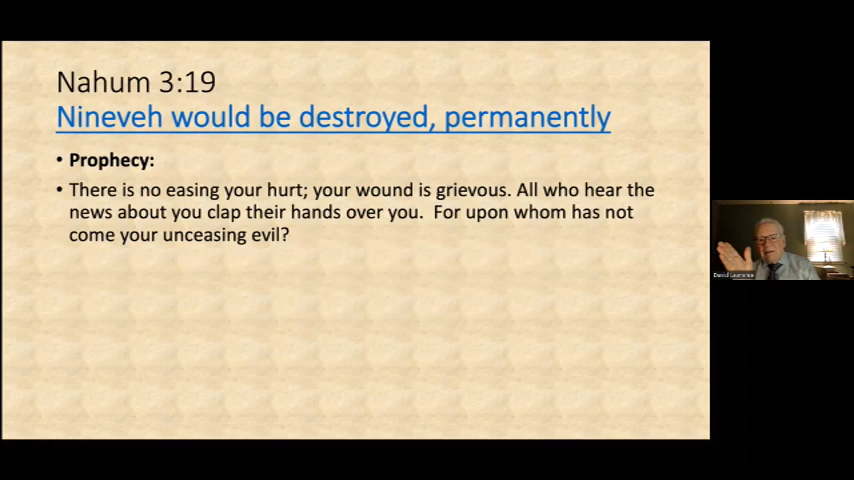 Nahum 3:19
Nineveh would be destroyed, permanently
• Prophecy:
• There is no easing your hurt; your wound is grievous. All who hear the
news about you clap their hands over you. For upon whom has not
come your unceasing evil?
David Lawrence